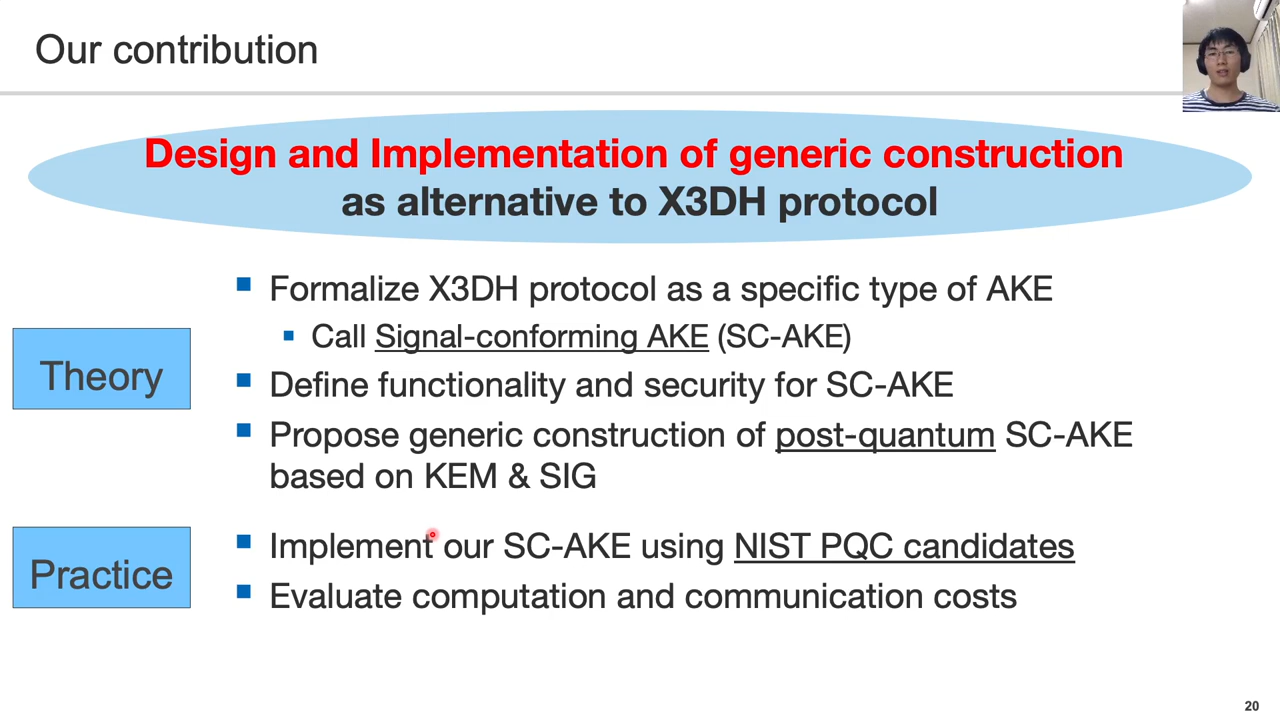 Our contribution
Design and Implementation of generic construction
as alternative to X3DH protocol
Theory
Formalize X3DH protocol as a specific type of AKE
Call Signal-conforming AKE (SC-AKE)
Define functionality and security for SC-AKE
Propose generic construction of post-quantum SC-AKE
based on KEM & SIG
Practice
Implement our SC-AKE using NIST PQC candidates
Evaluate computation and communication costs
20